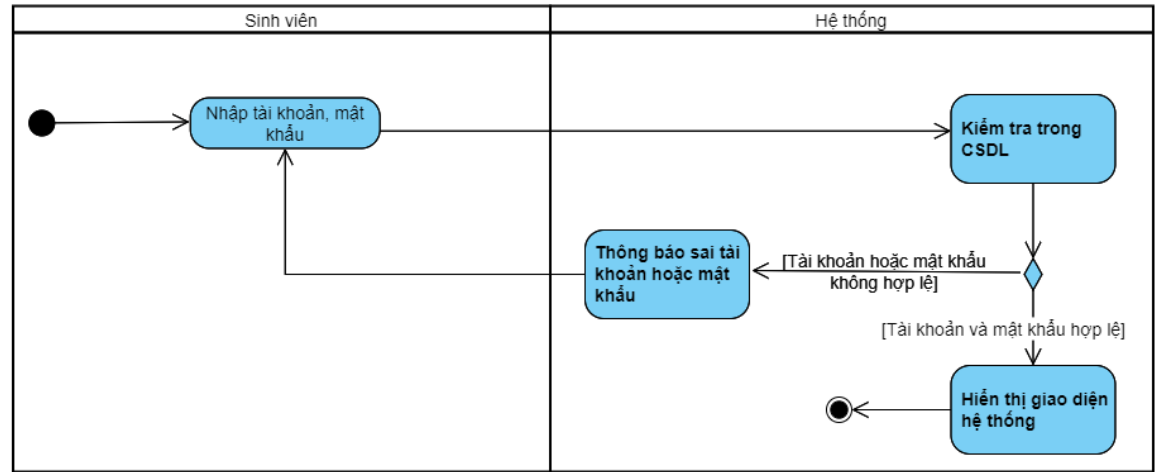 Sinh viên
Hệ thống
Nhập tài khoản, mật
khẩu
Kiểm tra trong
CSDL
Thông báo sai tài
khoản hoặc mật
khẩu
[Tài khoản hoặc mật khẩu
không hợp lệ]
[Tài khoản và mật khẩu hợp lệ]
Hiển thị giao diện
hệ thống